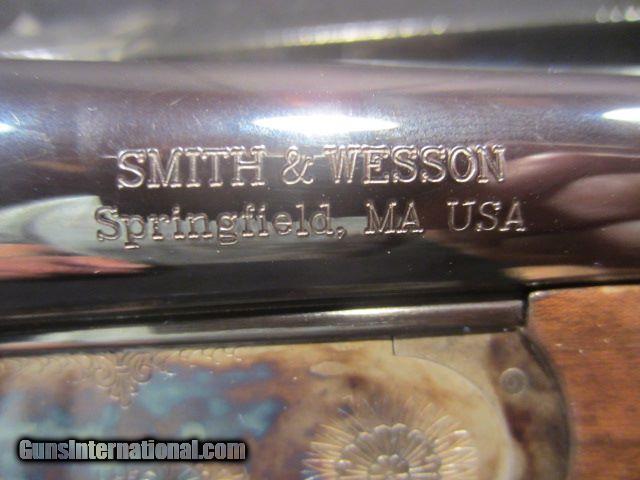 SMITH & WESSON
Springfield, MA USA
GunsInternational.com